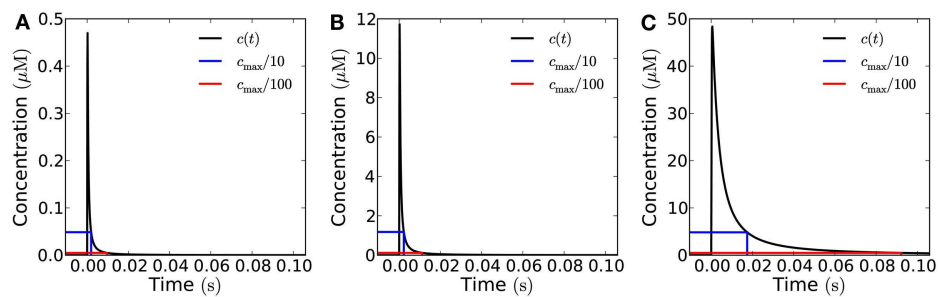 A
Concentration (μM)
0.5
0.4
0.3
0.2
0.1
0.0
c(t)
c_max/10
c_max/100
0.00 0.02 0.04 0.06 0.08 0.10
Time (s)
B
Concentration (μM)
12
10
8
6
4
2
0
c(t)
c_max/10
c_max/100
0.00 0.02 0.04 0.06 0.08 0.10
Time (s)
C
Concentration (μM)
50
40
30
20
10
0
c(t)
c_max/10
c_max/100
0.00 0.02 0.04 0.06 0.08 0.10
Time (s)